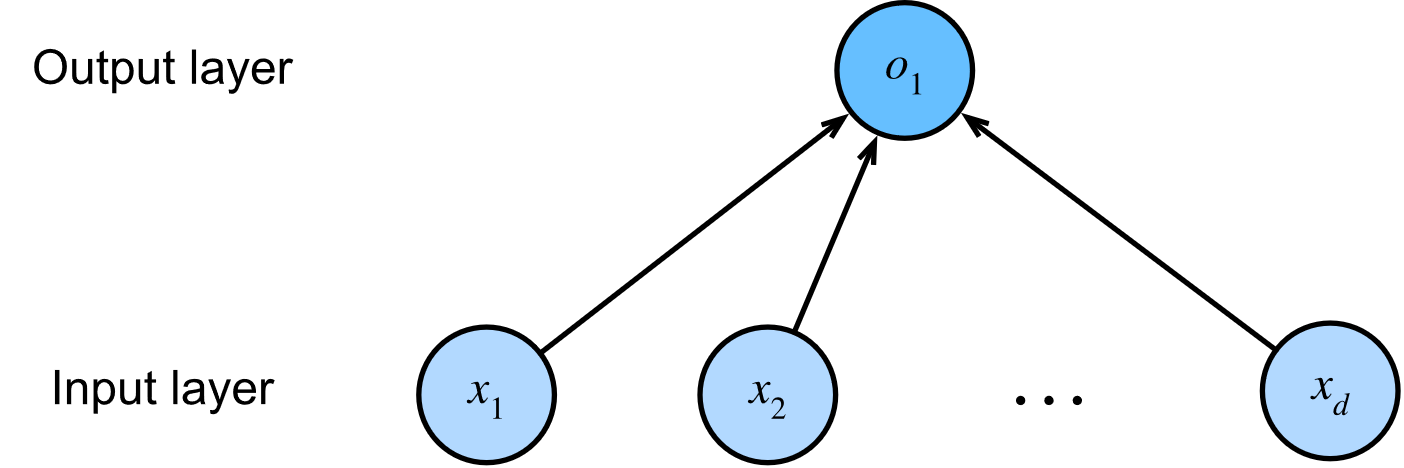 Output layer
o1
Input layer
x1 x2 ... xd